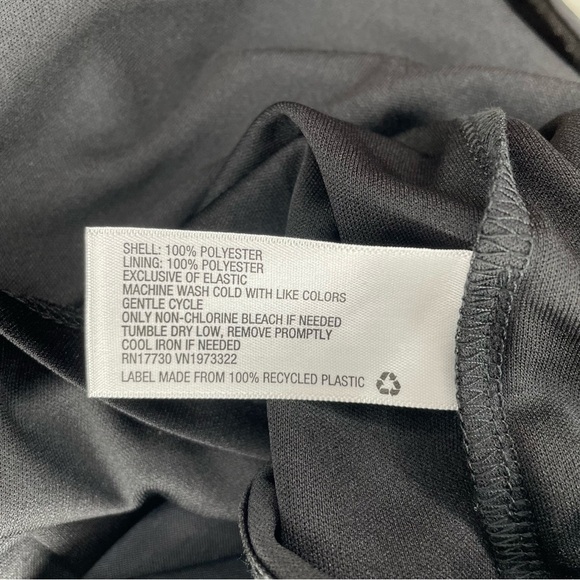 SHELL: 100% POLYESTER
LINING: 100% POLYESTER
EXCLUSIVE OF ELASTIC
MACHINE WASH COLD WITH LIKE COLORS
GENTLE CYCLE
ONLY NON-CHLORINE BLEACH IF NEEDED
TUMBLE DRY LOW, REMOVE PROMPTLY
COOL IRON IF NEEDED
RN17730 VN1973322
LABEL MADE FROM 100% RECYCLED PLASTIC